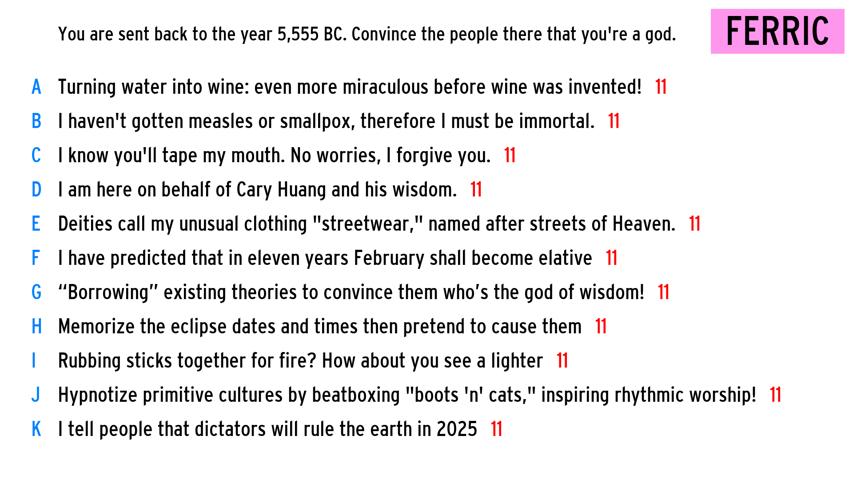 You are sent back to the year 5,555 BC. Convince the people there that you're a god.
FERRIC
A Turning water into wine: even more miraculous before wine was invented! 11
B I haven't gotten measles or smallpox, therefore I must be immortal. 11
C I know you'll tape my mouth. No worries, I forgive you. 11
D I am here on behalf of Cary Huang and his wisdom. 11
E Deities call my unusual clothing "streetwear," named after streets of Heaven. 11
F I have predicted that in eleven years February shall become elative 11
G “Borrowing” existing theories to convince them who’s the god of wisdom! 11
H Memorize the eclipse dates and times then pretend to cause them 11
I Rubbing sticks together for fire? How about you see a lighter 11
J Hypnotize primitive cultures by beatboxing "boots 'n' cats," inspiring rhythmic worship! 11
K I tell people that dictators will rule the earth in 2025 11